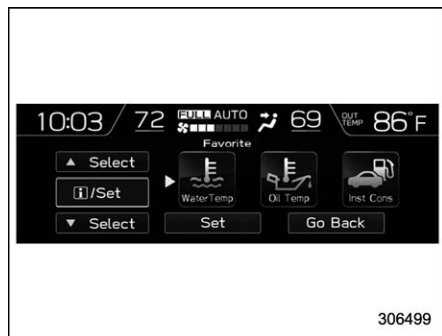 10:03 72 FULL AUTO 69 OUT TEMP 86°F
Favorite
▲ Select
i/Set
▼ Select
WaterTemp Oil Temp Inst Cons
Set Go Back
306499